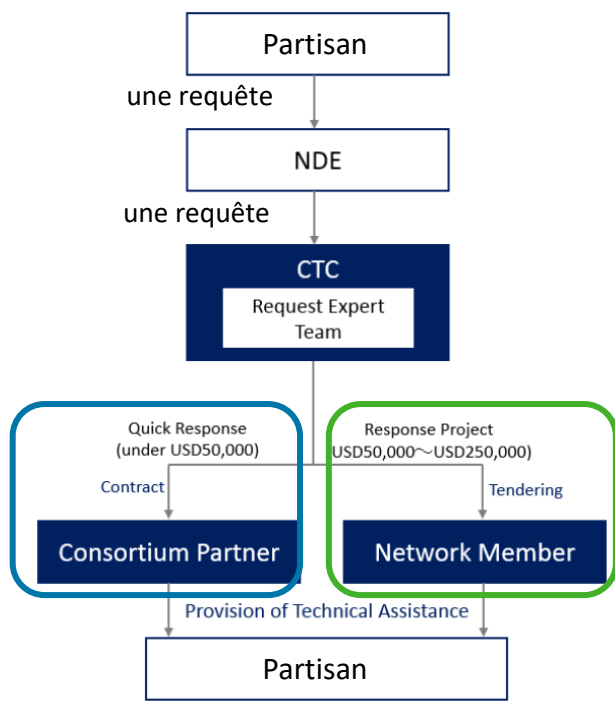 Partisan
une requête
NDE
une requête
CTC
Request Expert
Team
Quick Response
(under USD50,000)
Response Project
USD50,000～USD250,000)
Contract
Tendering
Consortium Partner
Network Member
Provision of Technical Assistance
Partisan